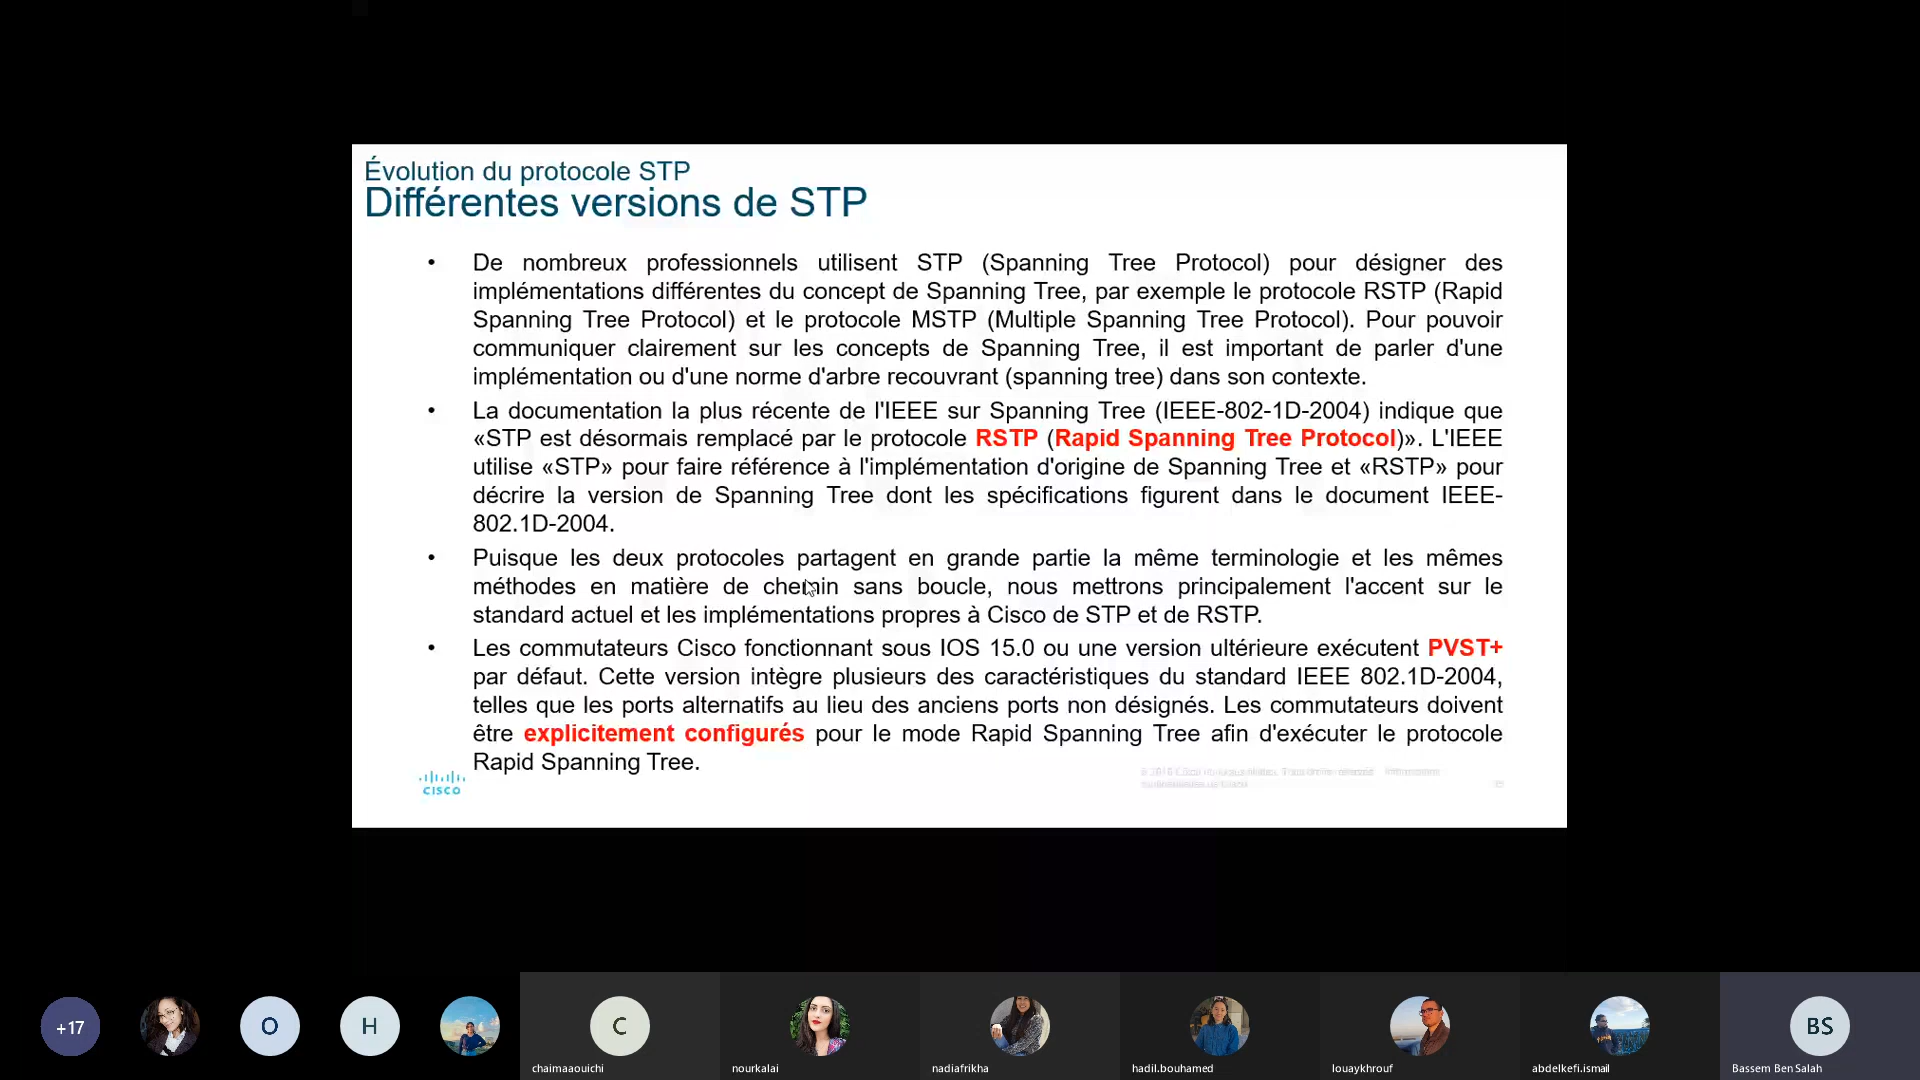 Évolution du protocole STP
Différentes versions de STP
• De nombreux professionnels utilisent STP (Spanning Tree Protocol) pour désigner des
implémentations différentes du concept de Spanning Tree, par exemple le protocole RSTP (Rapid
Spanning Tree Protocol) et le protocole MSTP (Multiple Spanning Tree Protocol). Pour pouvoir
communiquer clairement sur les concepts de Spanning Tree, il est important de parler d'une
implémentation ou d'une norme d'arbre recouvrant (spanning tree) dans son contexte.
• La documentation la plus récente de l'IEEE sur Spanning Tree (IEEE-802-1D-2004) indique que
«STP est désormais remplacé par le protocole RSTP (Rapid Spanning Tree Protocol)». L'IEEE
utilise «STP» pour faire référence à l'implémentation d'origine de Spanning Tree et «RSTP» pour
décrire la version de Spanning Tree dont les spécifications figurent dans le document IEEE-
802.1D-2004.
• Puisque les deux protocoles partagent en grande partie la même terminologie et les mêmes
méthodes en matière de chemin sans boucle, nous mettrons principalement l'accent sur le
standard actuel et les implémentations propres à Cisco de STP et de RSTP.
• Les commutateurs Cisco fonctionnant sous IOS 15.0 ou une version ultérieure exécutent PVST+
par défaut. Cette version intègre plusieurs des caractéristiques du standard IEEE 802.1D-2004,
telles que les ports alternatifs au lieu des anciens ports non désignés. Les commutateurs doivent
être explicitement configurés pour le mode Rapid Spanning Tree afin d'exécuter le protocole
Rapid Spanning Tree.
CISCO
+17
O
H
C
BS
chaimaaouichi
nourkalai
nadiafrikha
hadil.bouhamed
louaykhrouf
abdelkefi.ismail
Bassem Ben Salah